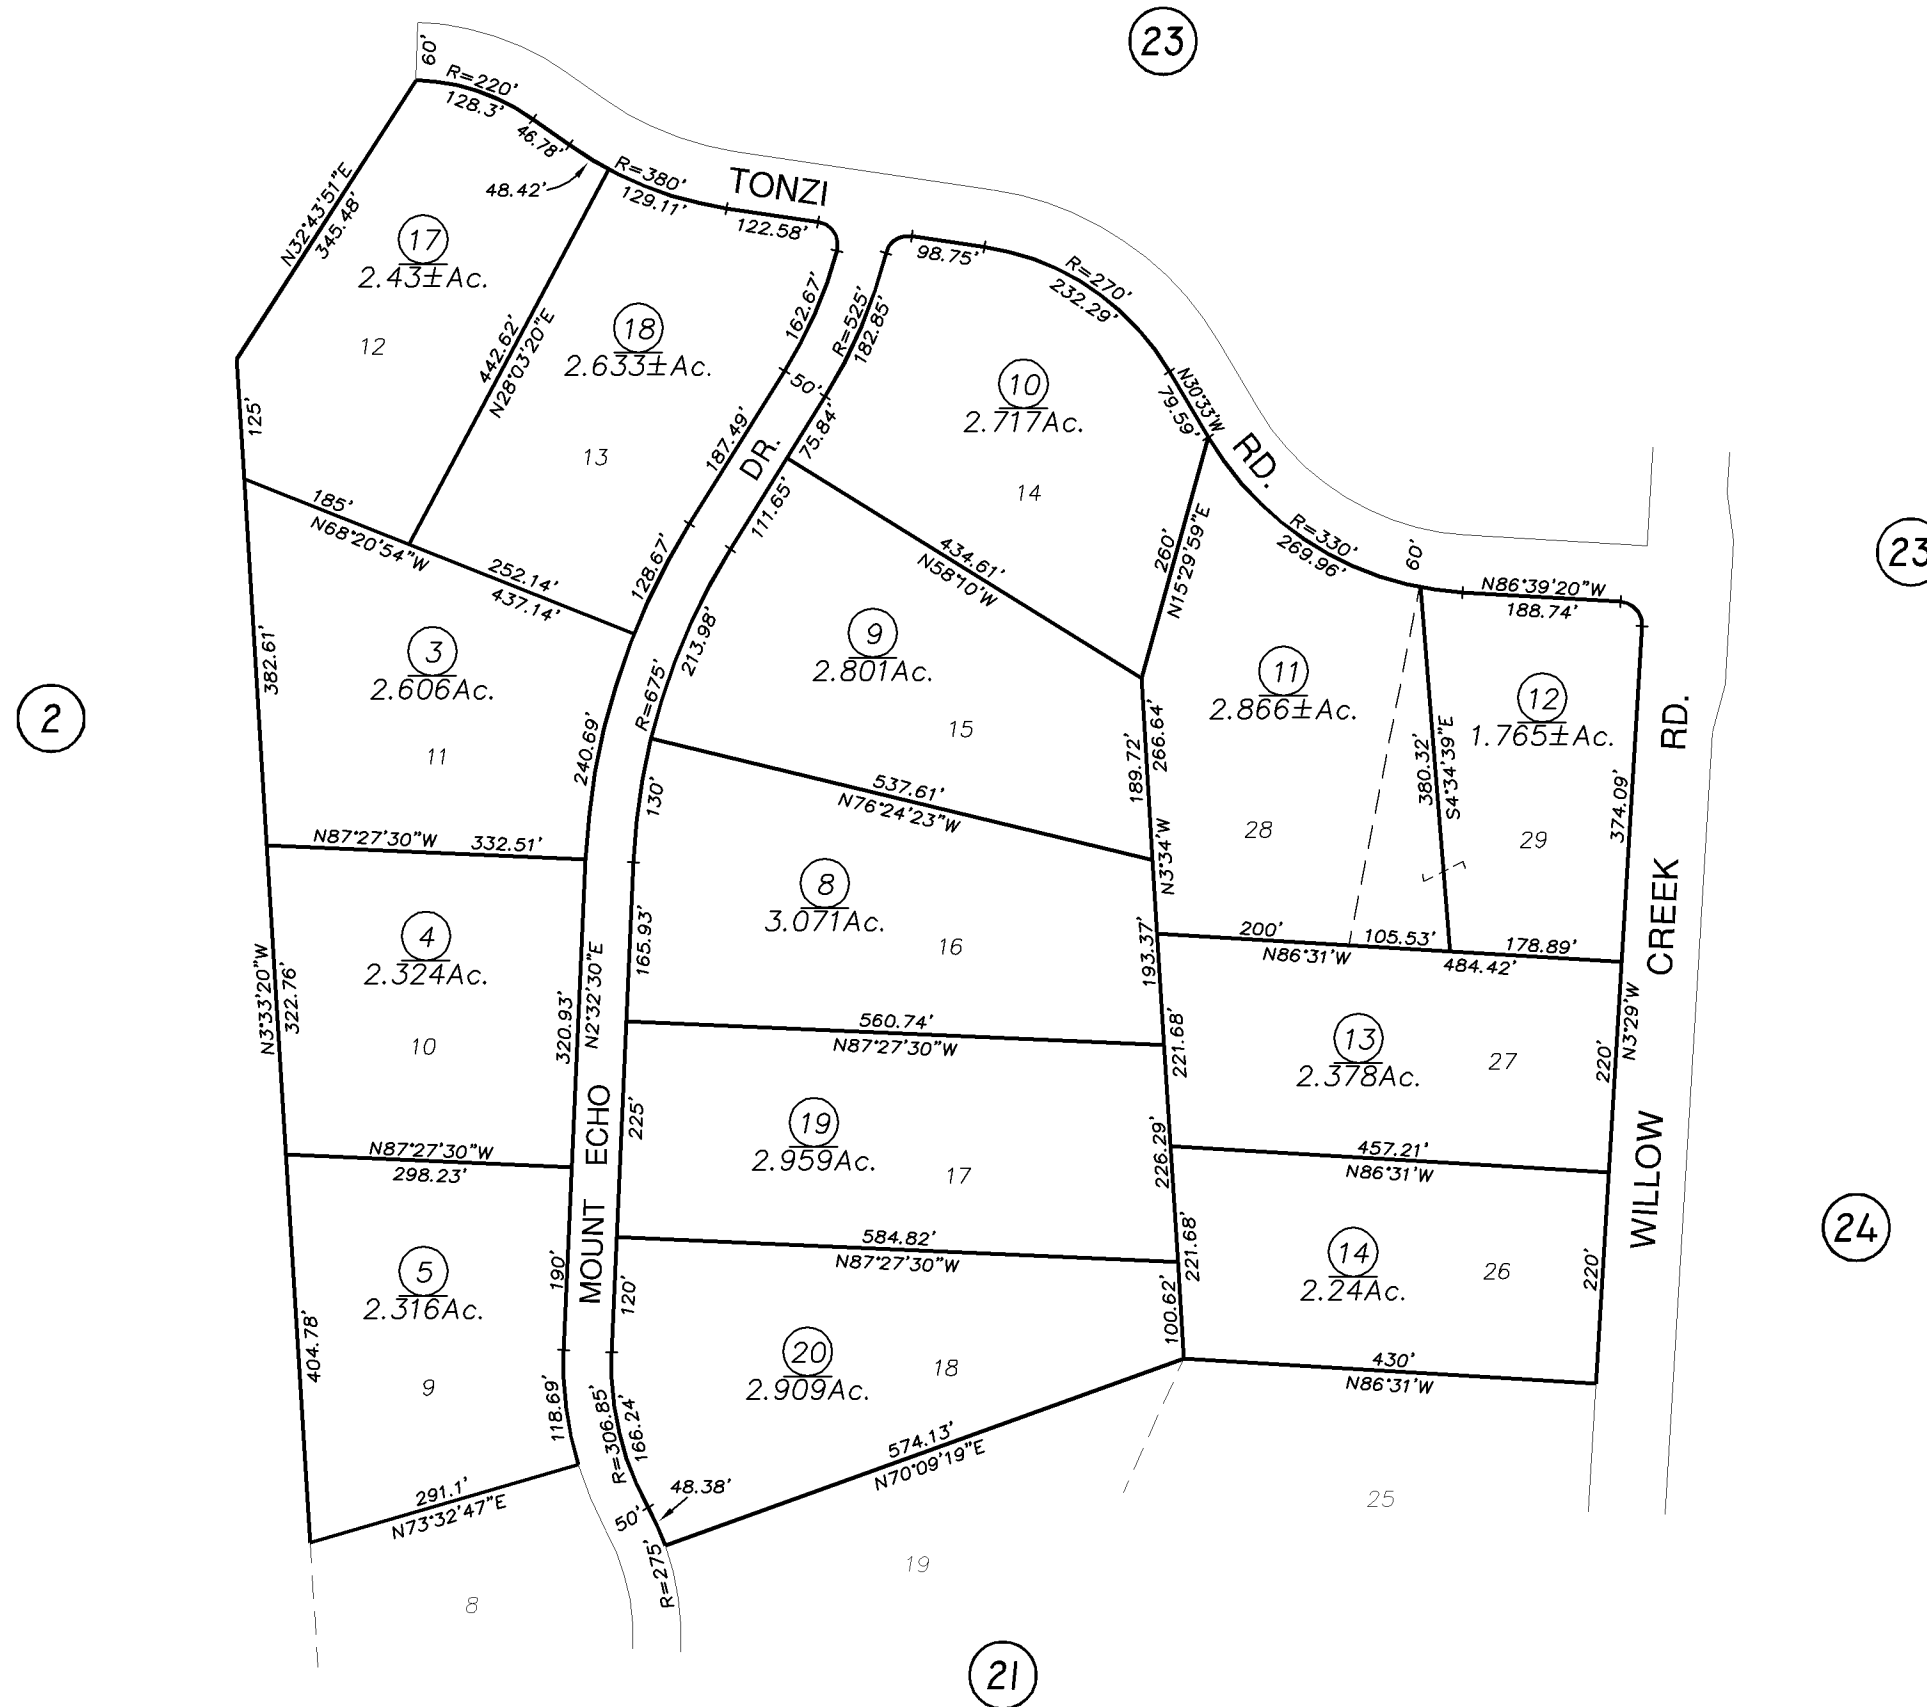 23
60'
R=220'
128.3'
46.78'
48.42'
R=380'
129.11'
TONZI
122.58'
N32°43'51"E
345.48'
17
2.43±Ac.
12
442.62'
N28°03'20"E
18
2.633±Ac.
13
162.67'
R=525'
182.85'
98.75'
R=270'
232.29'
N30°33'W
79.59'
RD.
10
2.717Ac.
14
50'
75.84'
187.49'
DR.
111.65'
125'
185'
N68°20'54"W
252.14'
437.14'
128.67'
213.98'
R=675'
434.61'
N58°10'W
260'
N15°29'59"E
R=330'
269.96'
60'
N86°39'20"W
188.74'
23
2
382.61'
3
2.606Ac.
11
240.69'
9
2.801Ac.
15
189.72'
266.64'
11
2.866±Ac.
28
380.32'
S4°34'39"E
12
1.765±Ac.
29
374.09'
RD.
CREEK
WILLOW
N87°27'30"W
332.51'
130'
537.61'
N76°24'23"W
N3°34'W
8
3.071Ac.
16
165.93'
193.37'
200'
N86°31'W
105.53'
178.89'
484.42'
4
2.324Ac.
10
N3°33'20"W
322.76'
320.93'
N2°32'30"E
560.74'
N87°27'30"W
221.68'
13
2.378Ac.
27
220'
N3°29'W
MOUNT ECHO
225'
19
2.959Ac.
17
226.29'
457.21'
N86°31'W
N87°27'30"W
298.23'
5
2.316Ac.
9
190'
404.78'
118.69'
120'
584.82'
N87°27'30"W
221.68'
100.62'
14
2.24Ac.
26
220'
24
20
2.909Ac.
18
430'
N86°31'W
R=306.85'
166.24'
48.38'
50'
R=275'
574.13'
N70°09'19"E
291.1'
N73°32'47"E
25
19
8
21